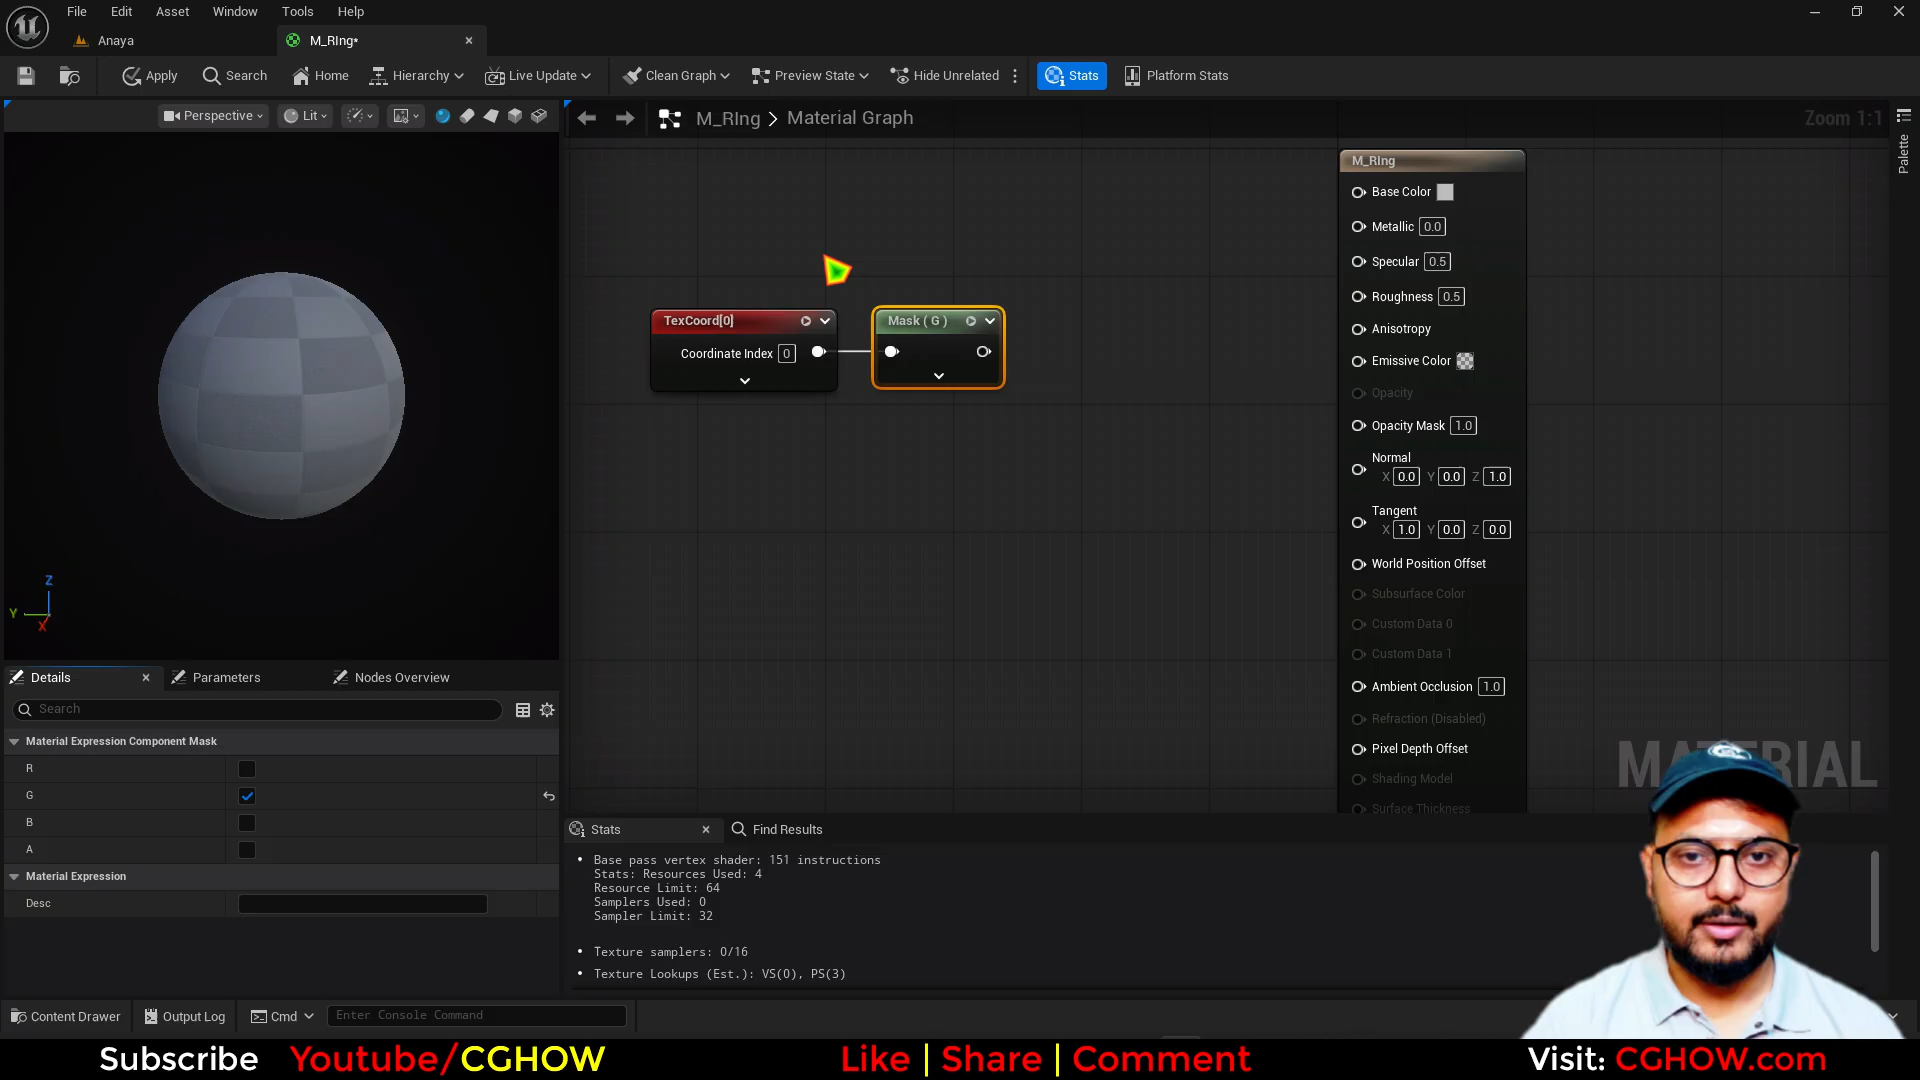 File Edit Asset Window Tools Help
Anaya M_RIng*
Apply Search Home Hierarchy Live Update Clean Graph Preview State Hide Unrelated Stats Platform Stats
Perspective Lit
M_RIng > Material Graph Zoom 1:1
Palette
M_RIng
Base Color
Metallic 0.0
Specular 0.5
Roughness 0.5
Anisotropy
Emissive Color
Opacity
Opacity Mask 1.0
Normal
X 0.0 Y 0.0 Z 1.0
Tangent
X 1.0 Y 0.0 Z 0.0
World Position Offset
Subsurface Color
Custom Data 0
Custom Data 1
Ambient Occlusion 1.0
Refraction (Disabled)
Pixel Depth Offset
Shading Model
Surface Thickness
TexCoord[0]
Coordinate Index 0
Mask ( G )
MATERIAL
Z
Y
X
Details Parameters Nodes Overview
Search
Material Expression Component Mask
R
G
B
A
Material Expression
Desc
Stats Find Results
Base pass vertex shader: 151 instructions
Stats: Resources Used: 4
Resource Limit: 64
Samplers Used: 0
Sampler Limit: 32
Texture samplers: 0/16
Texture Lookups (Est.): VS(0), PS(3)
Content Drawer Output Log Cmd Enter Console Command
Subscribe Youtube/CGHOW Like | Share | Comment Visit: CGHOW.com